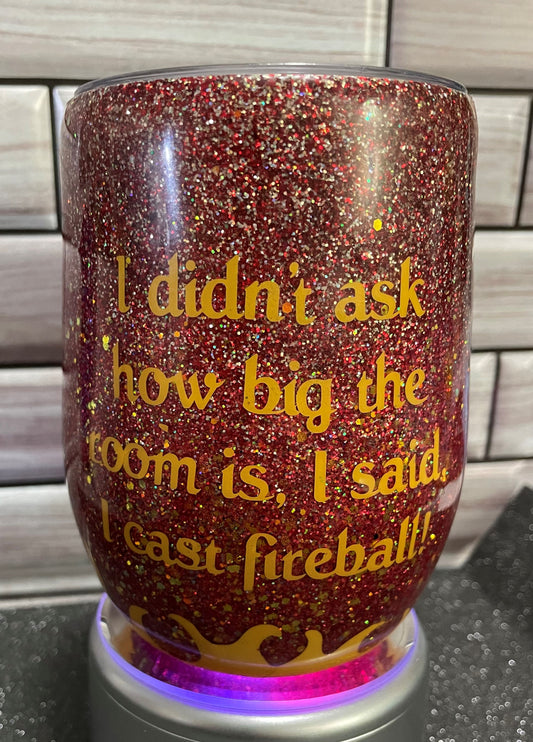 I didn't ask
how big the
room is, I said,
I cast fireball!